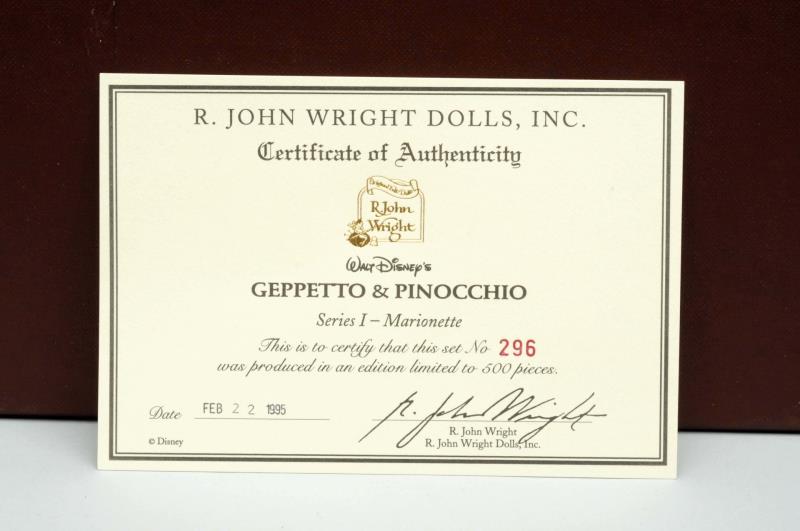 R. JOHN WRIGHT DOLLS, INC.
Certificate of Authenticity
R. John
Wright
WALT DISNEY'S
GEPPETTO & PINOCCHIO
Series I – Marionette
This is to certify that this set No 296
was produced in an edition limited to 500 pieces.
Date FEB 22 1995
R. John Wright
R. John Wright
R. John Wright Dolls, Inc.
© Disney